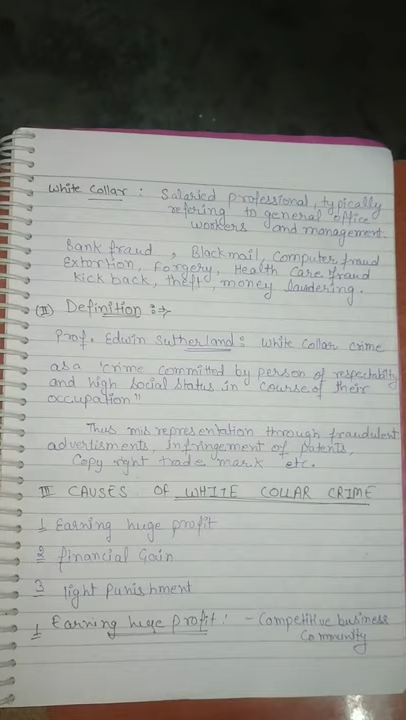 White Collar : Salaried professional, typically
refering to general office
workers and management.
Bank fraud , Blackmail, Computer fraud
Extortion, Forgery, Health Care fraud
Kick back, theft, money laundering.
(II) Definition :⇒
Prof. Edwin Sutherland : White Collar crime
as a "Crime committed by person of respectability
and high Social Status in course of their
occupation"
Thus misrepresentation through fraudulent
advertisments, infringement of patents,
Copy right trade mark etc.
III CAUSES OF WHITE COLLAR CRIME
1 Earning huge profit
2 financial Gain
3 light Punishment
1 Earning huge profit : - Competitive business
Community